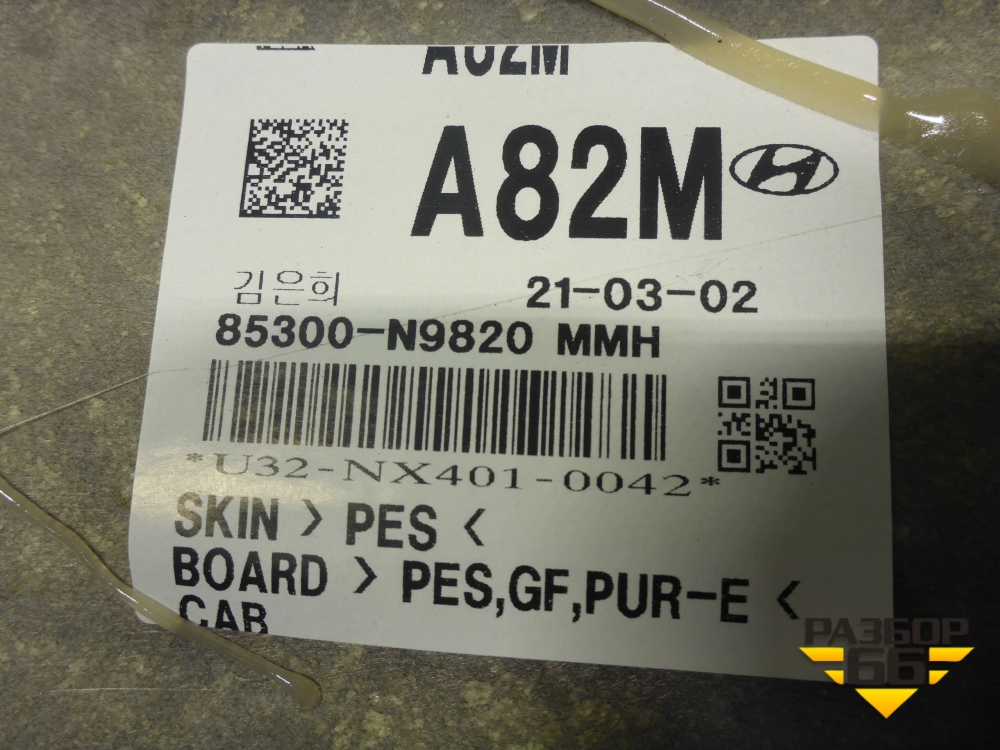 A82M
A82M
김은희 21-03-02
85300-N9820 MMH
*U32-NX401-0042*
SKIN > PES <
BOARD > PES,GF,PUR-E <
CAB
РАЗБОР
66